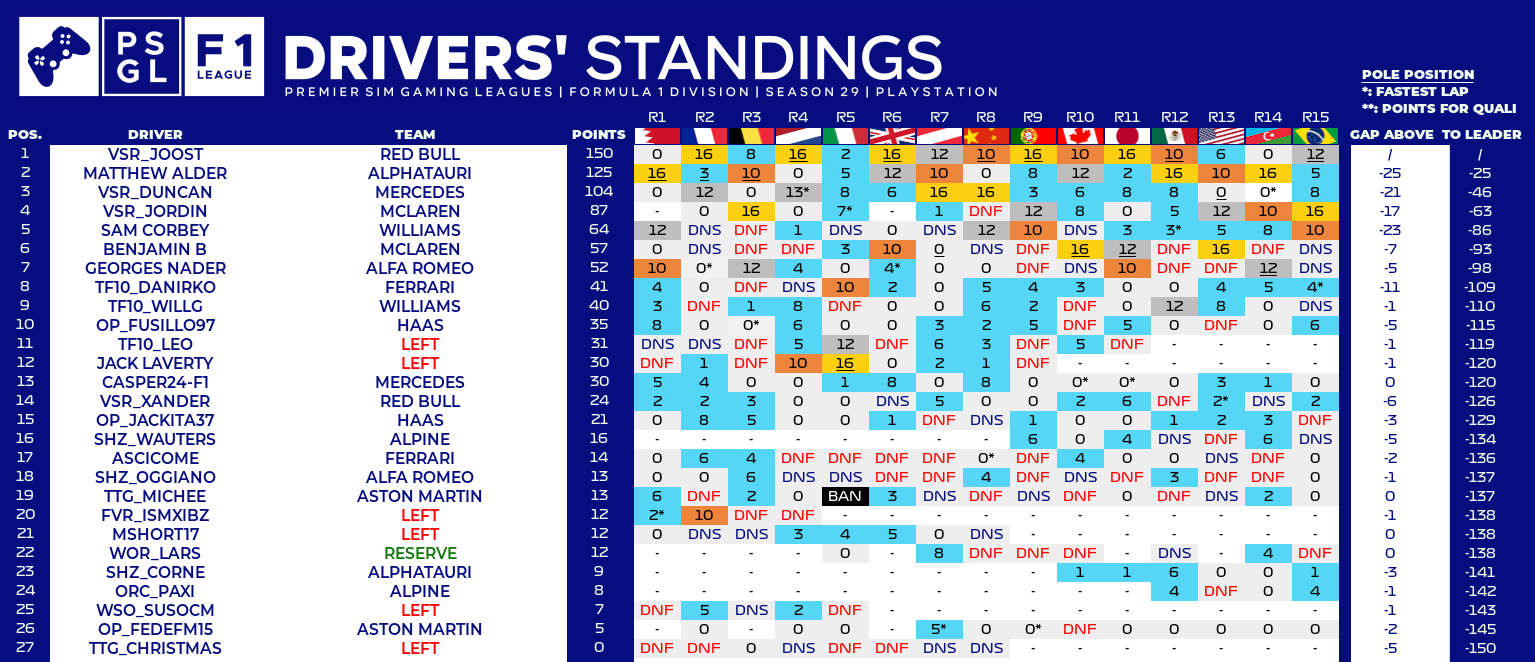 PS
GL
F1
LEAGUE
DRIVERS' STANDINGS
PREMIER SIM GAMING LEAGUES | FORMULA 1 DIVISION | SEASON 29 | PLAYSTATION
POLE POSITION
*: FASTEST LAP
**: POINTS FOR QUALI
R1 R2 R3 R4 R5 R6 R7 R8 R9 R10 R11 R12 R13 R14 R15
POS. DRIVER TEAM POINTS GAP ABOVE TO LEADER
1 VSR_JOOST RED BULL 150 0 16 8 16 2 16 12 10 16 10 16 10 6 0 12 / /
2 MATTHEW ALDER ALPHATAURI 125 16 3 10 0 5 12 10 0 8 12 2 16 10 16 5 -25 -25
3 VSR_DUNCAN MERCEDES 104 0 12 0 13* 8 6 16 16 3 6 8 8 0 0* 8 -21 -46
4 VSR_JORDIN MCLAREN 87 - 0 16 0 7* - 1 DNF 12 8 0 5 12 10 16 -17 -63
5 SAM CORBEY WILLIAMS 64 12 DNS DNF 1 DNS 0 DNS 12 10 DNS 3 3* 5 8 10 -23 -86
6 BENJAMIN B MCLAREN 57 0 DNS DNF DNF 3 10 0 DNS DNF 16 12 DNF 16 DNF DNS -7 -93
7 GEORGES NADER ALFA ROMEO 52 10 0* 12 4 0 4* 0 0 DNF DNS 10 DNF DNF 12 DNS -5 -98
8 TF10_DANIRKO FERRARI 41 4 0 DNF DNS 10 2 0 5 4 3 0 0 4 5 4* -11 -109
9 TF10_WILLG WILLIAMS 40 3 DNF 1 8 DNF 0 0 6 2 DNF 0 12 8 0 DNS -1 -110
10 OP_FUSILLO97 HAAS 35 8 0 0* 6 0 0 3 2 5 DNF 5 0 DNF 0 6 -5 -115
11 TF10_LEO LEFT 31 DNS DNS DNF 5 12 DNF 6 3 DNF 5 DNF - - - - -1 -119
12 JACK LAVERTY LEFT 30 DNF 1 DNF 10 16 0 2 1 DNF - - - - - - -1 -120
13 CASPER24-F1 MERCEDES 30 5 4 0 0 1 8 0 8 0 0* 0* 0 3 1 0 0 -120
14 VSR_XANDER RED BULL 24 2 2 3 0 0 DNS 5 0 0 2 6 DNF 2* DNS 2 -6 -126
15 OP_JACKITA37 HAAS 21 0 8 5 0 0 1 DNF DNS 1 0 0 1 2 3 DNF -3 -129
16 SHZ_WAUTERS ALPINE 16 - - - - - - - - 6 0 4 DNS DNF 6 DNS -5 -134
17 ASCICOME FERRARI 14 0 6 4 DNF DNF DNF DNF 0* DNF 4 0 0 DNS DNF 0 -2 -136
18 SHZ_OGGIANO ALFA ROMEO 13 0 0 6 DNS DNS DNF DNF 4 DNF DNS DNF 3 DNF DNF 0 -1 -137
19 TTG_MICHEE ASTON MARTIN 13 6 DNF 2 0 BAN 3 DNS DNF DNS DNF 0 DNF DNS 2 0 0 -137
20 FVR_ISMXIBZ LEFT 12 2* 10 DNF DNF - - - - - - - - - - - -1 -138
21 MSHORT17 LEFT 12 0 DNS DNS 3 4 5 0 DNS - - - - - - - 0 -138
22 WOR_LARS RESERVE 12 - - - - 0 - 8 DNF DNF DNF - DNS - 4 DNF 0 -138
23 SHZ_CORNE ALPHATAURI 9 - - - - - - - - - 1 1 6 0 0 1 -3 -141
24 ORC_PAXI ALPINE 8 - - - - - - - - - - - 4 DNF 0 4 -1 -142
25 WSO_SUSOCM LEFT 7 DNF 5 DNS 2 DNF - - - - - - - - - - -1 -143
26 OP_FEDEFM15 ASTON MARTIN 5 - 0 - 0 0 - 5* 0 0* DNF 0 0 0 0 0 -2 -145
27 TTG_CHRISTMAS LEFT 0 DNF DNF 0 DNS DNF DNF DNS DNS - - - - - - - -5 -150